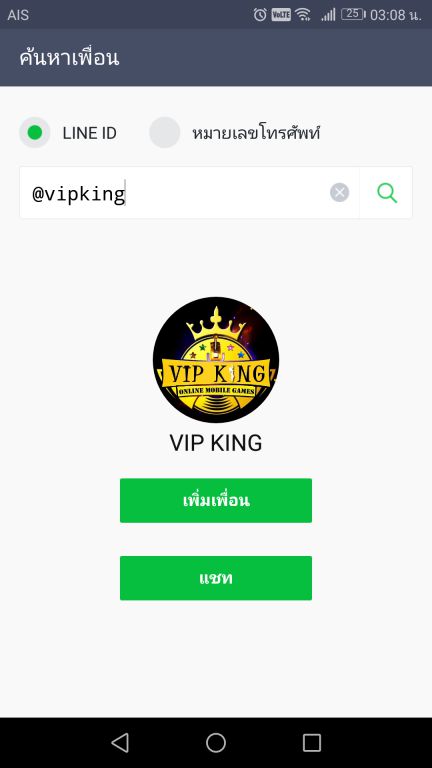 AIS VoLTE 25 03:08 น.
ค้นหาเพื่อน
LINE ID หมายเลขโทรศัพท์
@vipking
VIP KING
ONLINE MOBILE GAMES
VIP KING
เพิ่มเพื่อน
แชท